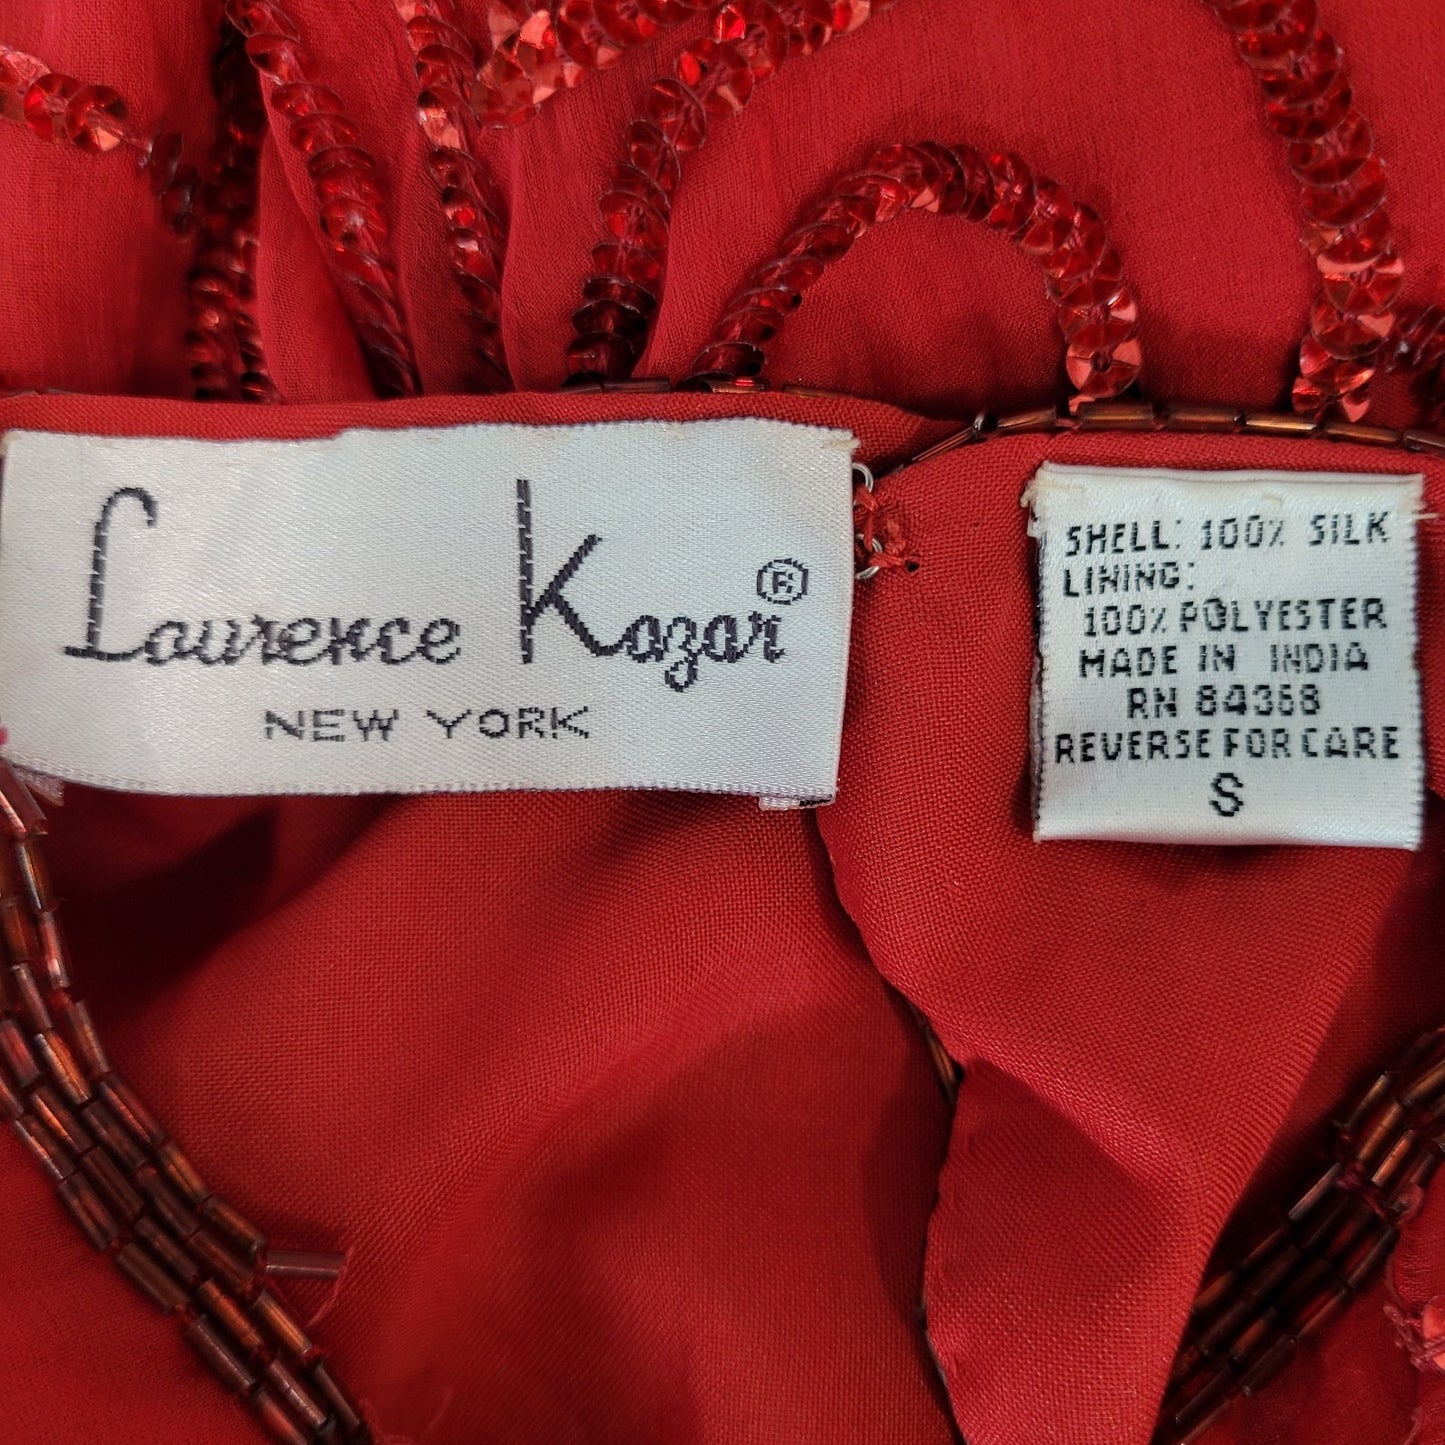 Laurence Kazar®
NEW YORK
SHELL: 100% SILK
LINING:
100% POLYESTER
MADE IN INDIA
RN 84368
REVERSE FOR CARE
S